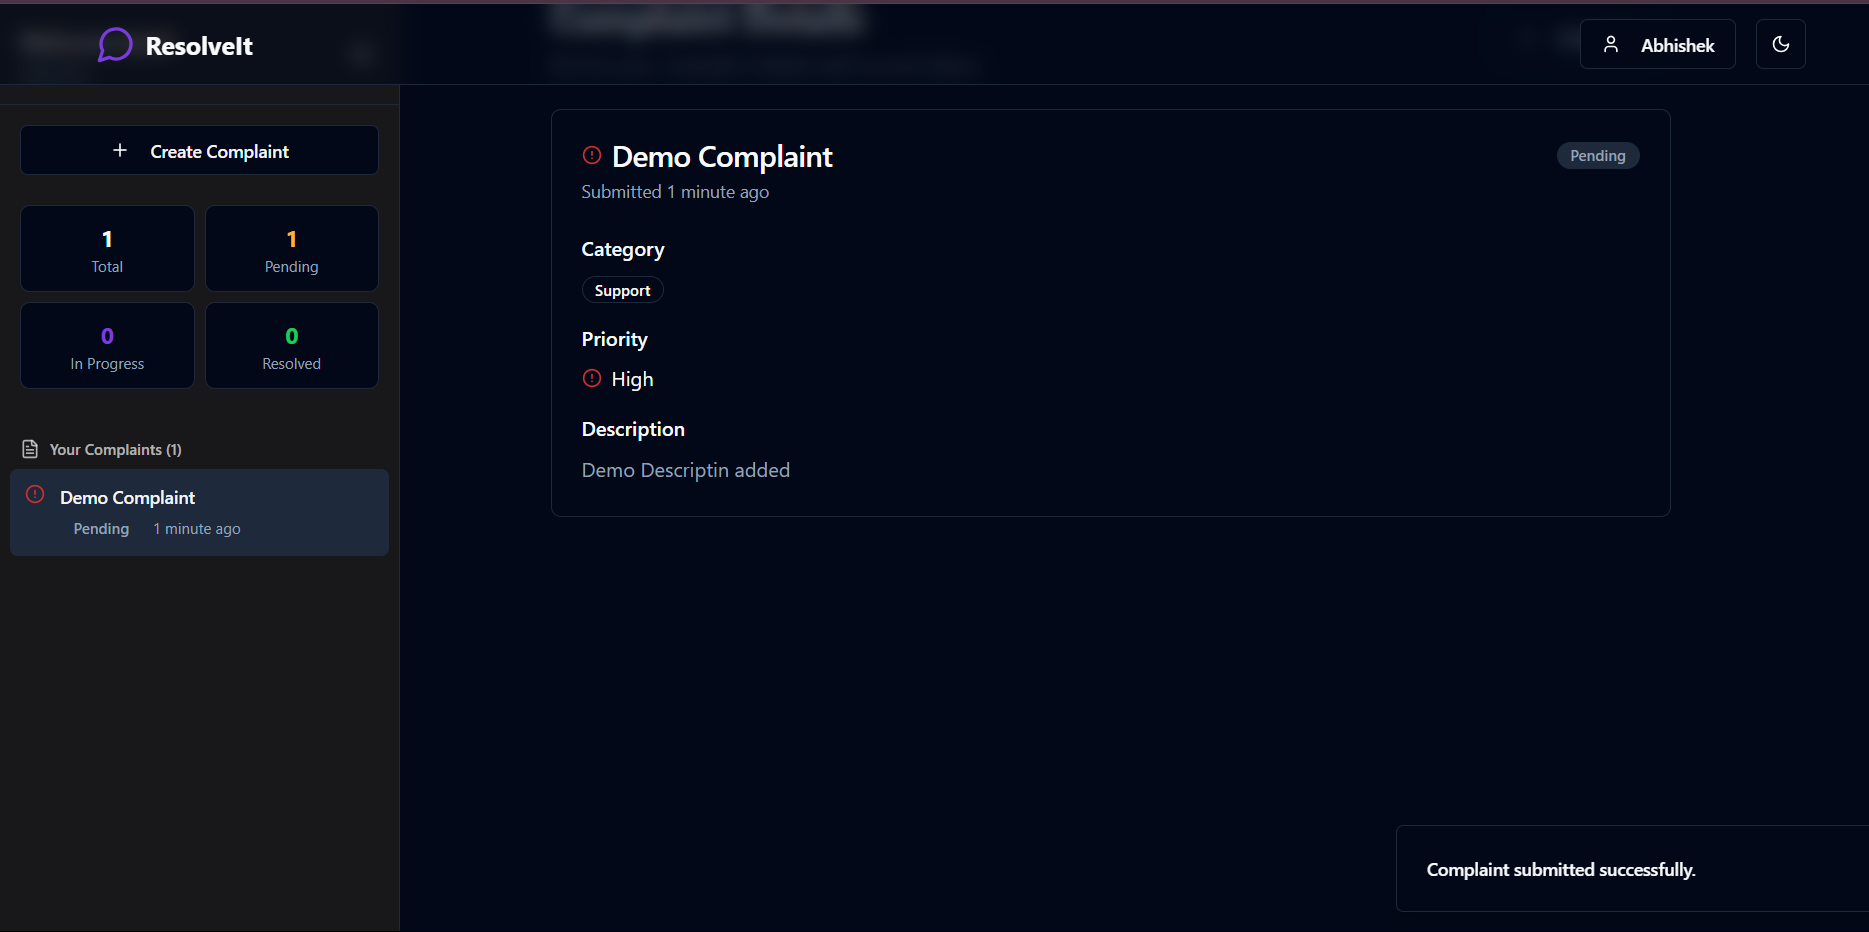 ResolveIt
Abhishek
Create Complaint
1
Total
1
Pending
0
In Progress
0
Resolved
Your Complaints (1)
Demo Complaint
Pending 1 minute ago
Demo Complaint
Pending
Submitted 1 minute ago
Category
Support
Priority
High
Description
Demo Descriptin added
Complaint submitted successfully.